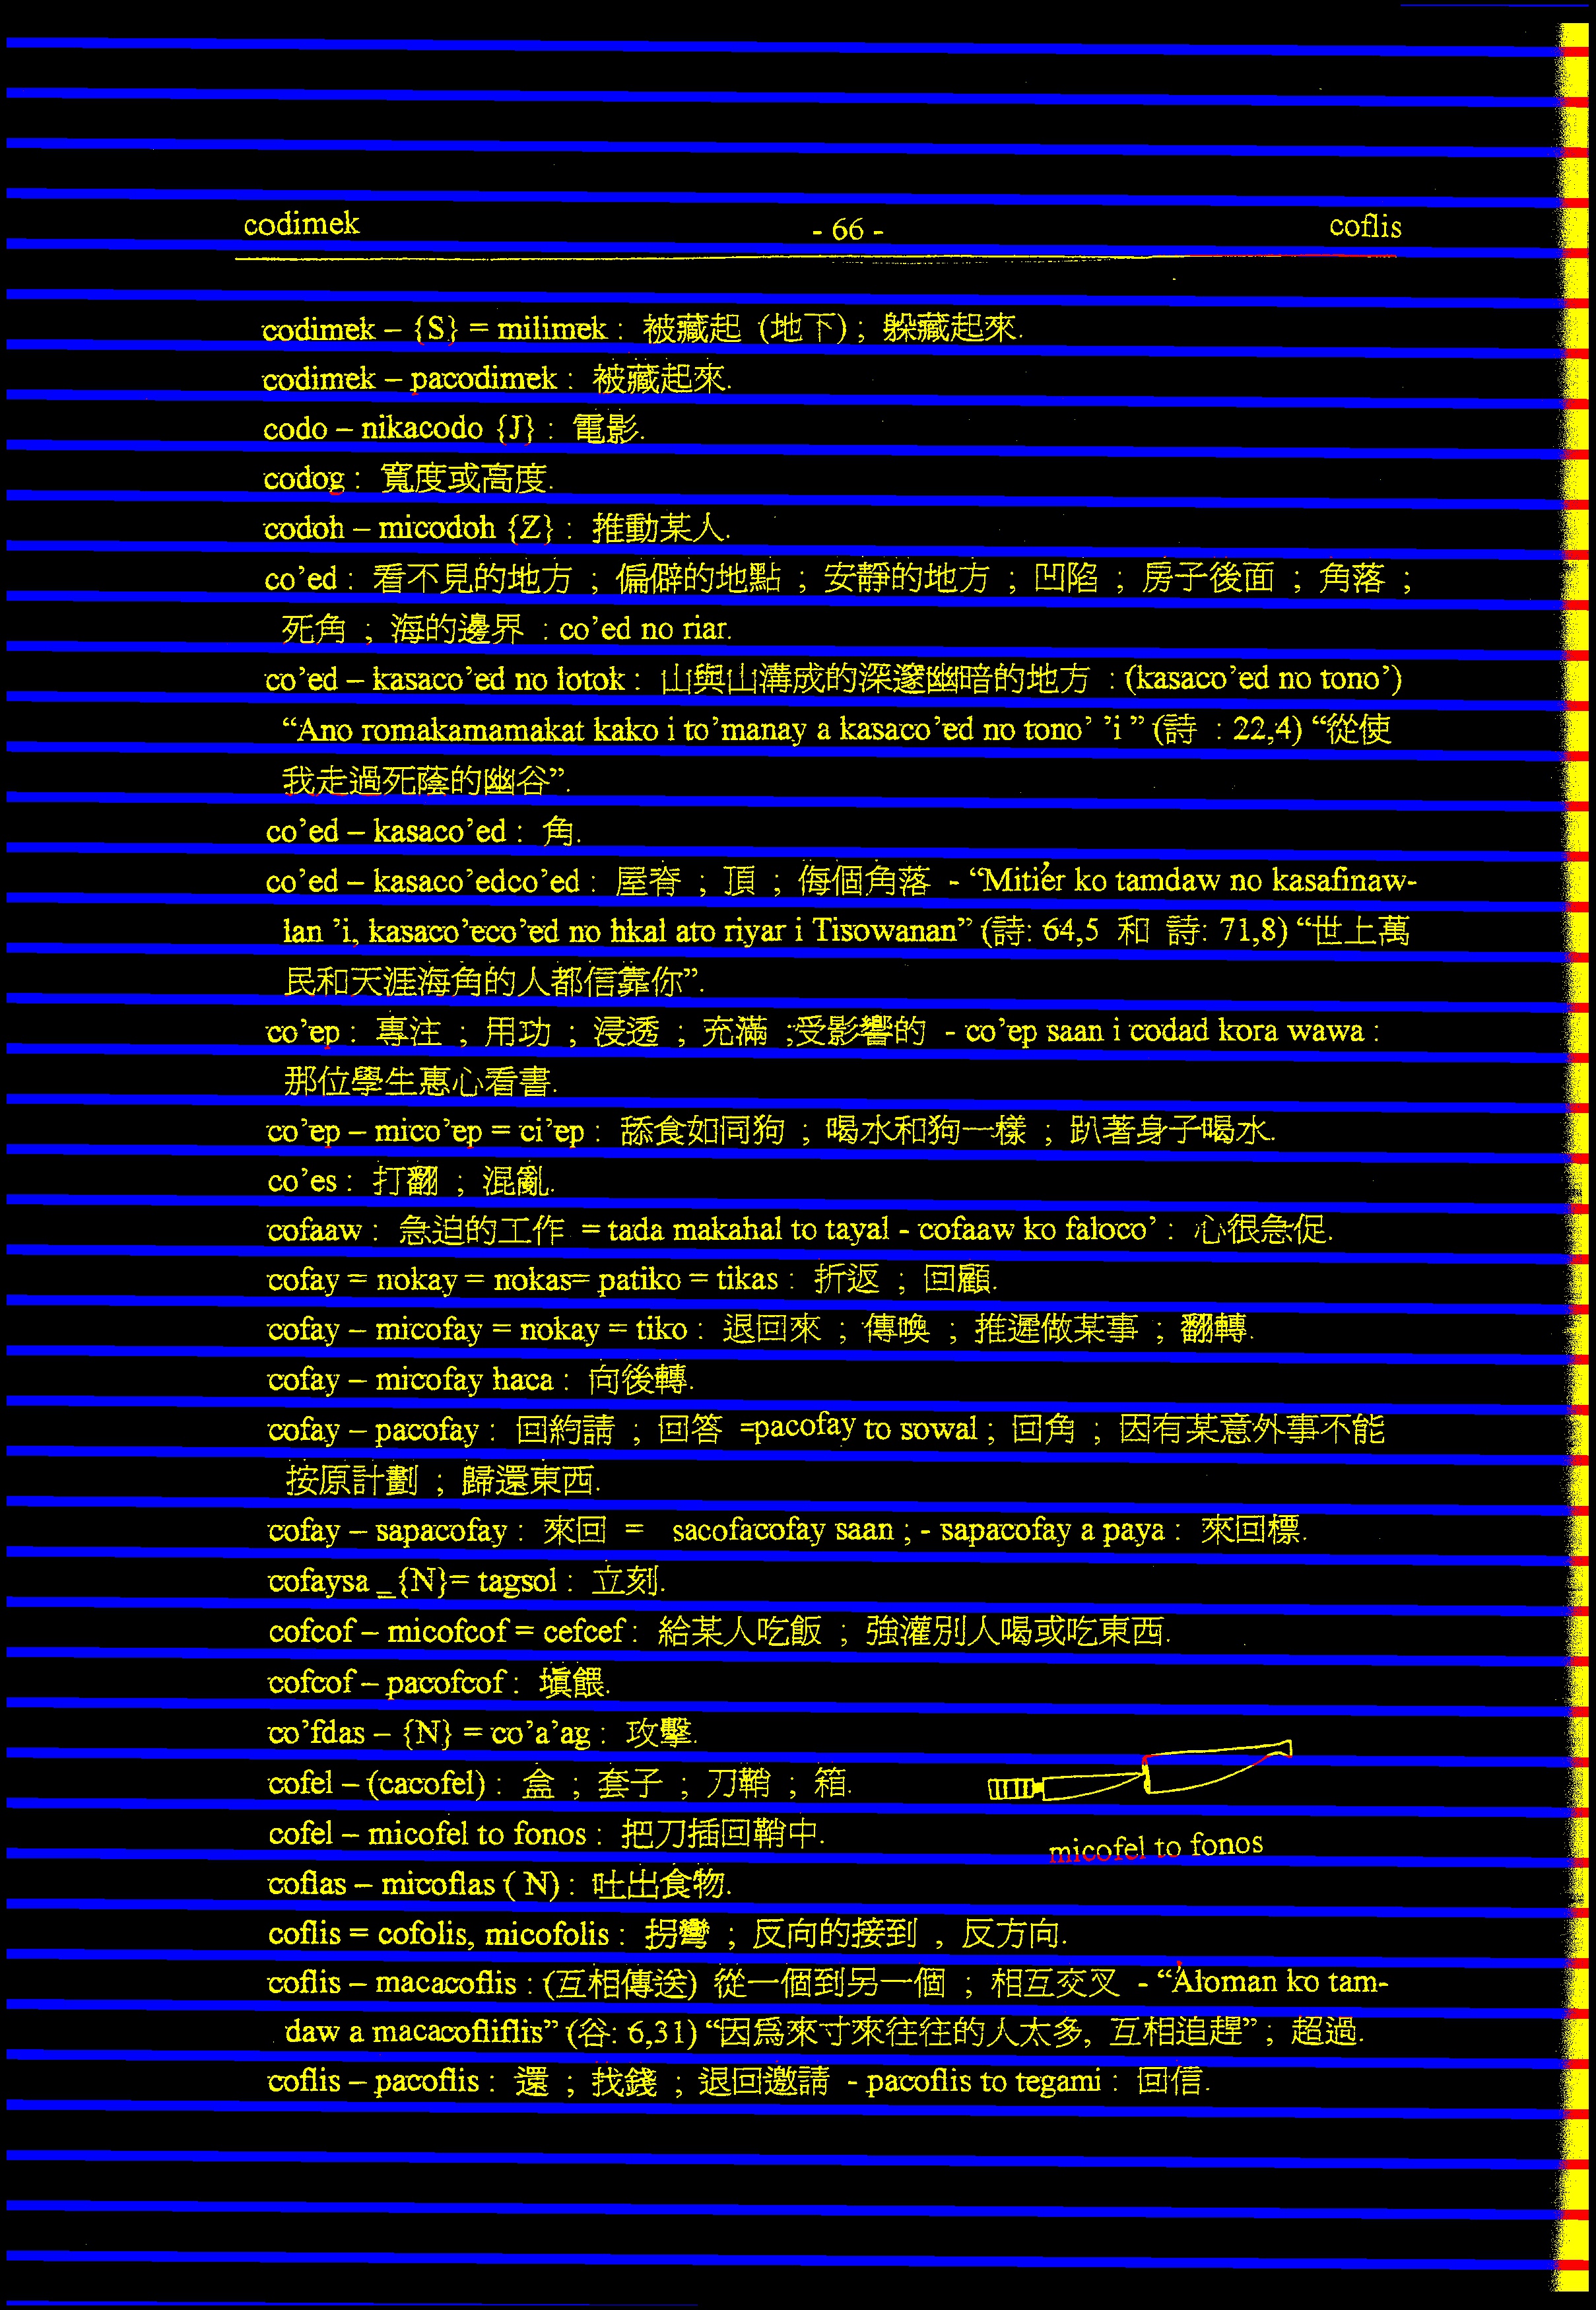 codimek - 66 - coflis
codimek – {S} = milimek : 被藏起 (地下) ; 躲藏起來.
codimek – pacodimek : 被藏起來.
codo – nikacodo {J} : 電影.
codog : 寬度或高度.
codoh – micodoh {Z} : 推動某人.
co’ed : 看不見的地方 ; 偏僻的地點 ; 安靜的地方 ; 凹陷 ; 房子後面 ; 角落 ;
死角 ; 海的邊界 : co’ed no riar.
co’ed – kasaco’ed no lotok : 山與山溝成的深邃幽暗的地方 : (kasaco’ed no tono’)
“Ano romakamamakat kako i to’manay a kasaco’ed no tono’ ’i ” (詩 : 22,4) “從使
我走過死蔭的幽谷”.
co’ed – kasaco’ed : 角.
co’ed – kasaco’edco’ed : 屋脊 ; 頂 ; 侮個角落 - “Miti’er ko tamdaw no kasafinaw-
lan ’i, kasaco’eco’ed no hkal ato riyar i Tisowanan” (詩: 64,5 和 詩: 71,8) “世上萬
民和天涯海角的人都信靠你”.
co’ep : 專注 ; 用功 ; 浸透 ; 充滿 ;受影響的 - co’ep saan i codad kora wawa :
那位學生惠心看書.
co’ep – mico’ep = ci’ep : 舔食如同狗 ; 喝水和狗一樣 ; 趴著身子喝水.
co’es : 打翻 ; 混亂.
cofaaw : 急迫的工作 = tada makahal to tayal - cofaaw ko faloco’ : 心很急促.
cofay = nokay = nokas= patiko = tikas : 折返 ; 回顧.
cofay – micofay = nokay = tiko : 退回來 ; 傳喚 ; 推遲做某事 ; 翻轉.
cofay – micofay haca : 向後轉.
cofay – pacofay : 回約請 ; 回答 =pacofay to sowal ; 回角 ; 因有某意外事不能
按原計劃 ; 歸還東西.
cofay – sapacofay : 來回 = sacofacofay saan ; - sapacofay a paya : 來回標.
cofaysa _{N}= tagsol : 立刻.
cofcof – micofcof = cefcef : 給某人吃飯 ; 強灌別人喝或吃東西.
cofcof – pacofcof : 填餵.
co’fdas – {N} = co’a’ag : 攻擊.
cofel – (cacofel) : 盒 ; 套子 ; 刀鞘 ; 箱.
cofel – micofel to fonos : 把刀插回鞘中.
micofel to fonos
coflas – micoflas ( N) : 吐出食物.
coflis = cofolis, micofolis : 拐彎 ; 反向的接到 , 反方向.
coflis – macacoflis : (互相傳送) 從一個到另一個 ; 相互交叉 - “Aloman ko tam-
daw a macacofliflis” (谷: 6,31) “因爲來寸來往往的人太多, 互相追趕” ; 超過.
coflis – pacoflis : 還 ; 找錢 ; 退回邀請 - pacoflis to tegami : 回信.